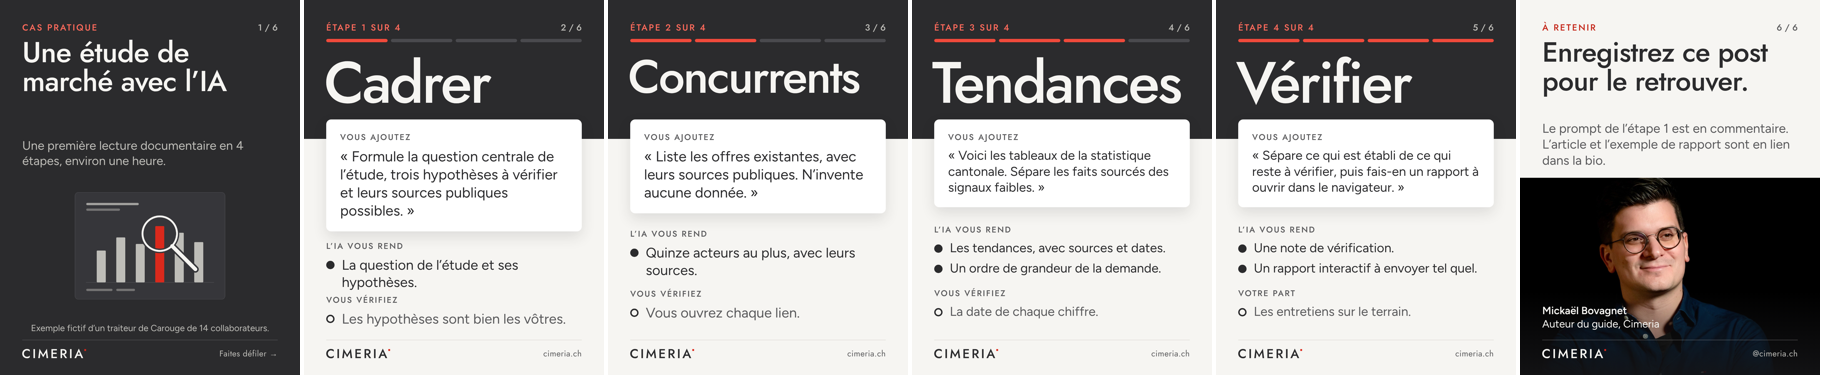 CAS PRATIQUE
1/6
Une étude de
marché avec l'IA
Une première lecture documentaire en 4
étapes, environ une heure.
Exemple fictif d'un traiteur de Carouge de 14 collaborateurs.
CIMERIA
Faites défiler →
ÉTAPE 1 SUR 4
2/6
Cadrer
VOUS AJOUTEZ
« Formule la question centrale de
l'étude, trois hypothèses à vérifier
et leurs sources publiques
possibles. »
L'IA VOUS REND
La question de l'étude et ses
hypothèses.
VOUS VÉRIFIEZ
Les hypothèses sont bien les vôtres.
CIMERIA
cimeria.ch
ÉTAPE 2 SUR 4
3/6
Concurrents
VOUS AJOUTEZ
« Liste les offres existantes, avec
leurs sources publiques. N'invente
aucune donnée. »
L'IA VOUS REND
Quinze acteurs au plus, avec leurs
sources.
VOUS VÉRIFIEZ
Vous ouvrez chaque lien.
CIMERIA
cimeria.ch
ÉTAPE 3 SUR 4
4/6
Tendances
VOUS AJOUTEZ
« Voici les tableaux de la statistique
cantonale. Sépare les faits sourcés des
signaux faibles. »
L'IA VOUS REND
Les tendances, avec sources et dates.
Un ordre de grandeur de la demande.
VOUS VÉRIFIEZ
La date de chaque chiffre.
CIMERIA
cimeria.ch
ÉTAPE 4 SUR 4
5/6
Vérifier
VOUS AJOUTEZ
« Sépare ce qui est établi de ce qui
reste à vérifier, puis fais-en un rapport à
ouvrir dans le navigateur. »
L'IA VOUS REND
Une note de vérification.
Un rapport interactif à envoyer tel quel.
VOTRE PART
Les entretiens sur le terrain.
CIMERIA
cimeria.ch
À RETENIR
6/6
Enregistrez ce post
pour le retrouver.
Le prompt de l'étape 1 est en commentaire.
L'article et l'exemple de rapport sont en lien
dans la bio.
Mickaël Bovagnet
Auteur du guide, Cimeria
CIMERIA
@cimeria.ch